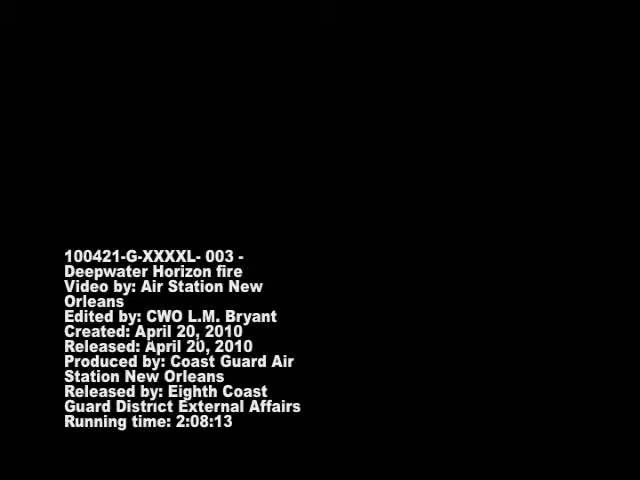 100421-G-XXXXL- 003 -
Deepwater Horizon fire
Video by: Air Station New
Orleans
Edited by: CWO L.M. Bryant
Created: April 20, 2010
Released: April 20, 2010
Produced by: Coast Guard Air
Station New Orleans
Released by: Eighth Coast
Guard District External Affairs
Running time: 2:08:13